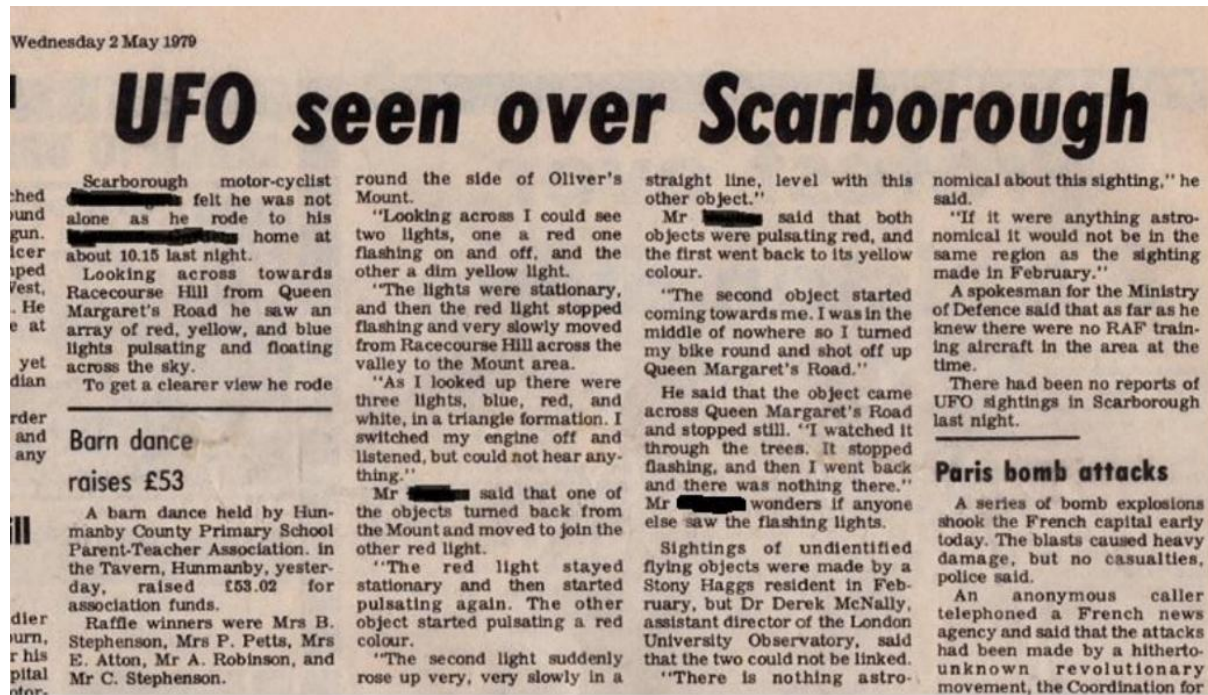 Wednesday 2 May 1979
UFO seen over Scarborough
ched
ound
gun.
icer
ped
West,
. He
e at
yet
dian
rder
and
any
ill
dier
ourn,
r his
pital
otor-
Scarborough motor-cyclist
felt he was not
alone as he rode to his
home at
about 10.15 last night.
Looking across towards
Racecourse Hill from Queen
Margaret's Road he saw an
array of red, yellow, and blue
lights pulsating and floating
across the sky.
To get a clearer view he rode
Barn dance
raises £53
A barn dance held by Hun-
manby County Primary School
Parent-Teacher Association. in
the Tavern, Hunmanby, yester-
day, raised £53.02 for
association funds.
Raffle winners were Mrs B.
Stephenson, Mrs P. Petts, Mrs
E. Atton, Mr A. Robinson, and
Mr C. Stephenson.
round the side of Oliver's
Mount.
"Looking across I could see
two lights, one a red one
flashing on and off, and the
other a dim yellow light.
"The lights were stationary,
and then the red light stopped
flashing and very slowly moved
from Racecourse Hill across the
valley to the Mount area.
"As I looked up there were
three lights, blue, red, and
white, in a triangle formation. I
switched my engine off and
listened, but could not hear any-
thing."
Mr said that one of
the objects turned back from
the Mount and moved to join the
other red light.
"The red light stayed
stationary and then started
pulsating again. The other
object started pulsating a red
colour.
"The second light suddenly
rose up very, very slowly in a
straight line, level with this
other object."
Mr said that both
objects were pulsating red, and
the first went back to its yellow
colour.
"The second object started
coming towards me. I was in the
middle of nowhere so I turned
my bike round and shot off up
Queen Margaret's Road."
He said that the object came
across Queen Margaret's Road
and stopped still. "I watched it
through the trees. It stopped
flashing, and then I went back
and there was nothing there."
Mr wonders if anyone
else saw the flashing lights.
Sightings of undentified
flying objects were made by a
Stony Haggs resident in Feb-
ruary, but Dr Derek McNally,
assistant director of the London
University Observatory, said
that the two could not be linked.
"There is nothing astro-
nomical about this sighting," he
said.
"If it were anything astro-
nomical it would not be in the
same region as the sighting
made in February."
A spokesman for the Ministry
of Defence said that as far as he
knew there were no RAF train-
ing aircraft in the area at the
time.
There had been no reports of
UFO sightings in Scarborough
last night.
Paris bomb attacks
A series of bomb explosions
shook the French capital early
today. The blasts caused heavy
damage, but no casualties,
police said.
An anonymous caller
telephoned a French news
agency and said that the attacks
had been made by a hitherto-
unknown revolutionary
movement, the Coordination for